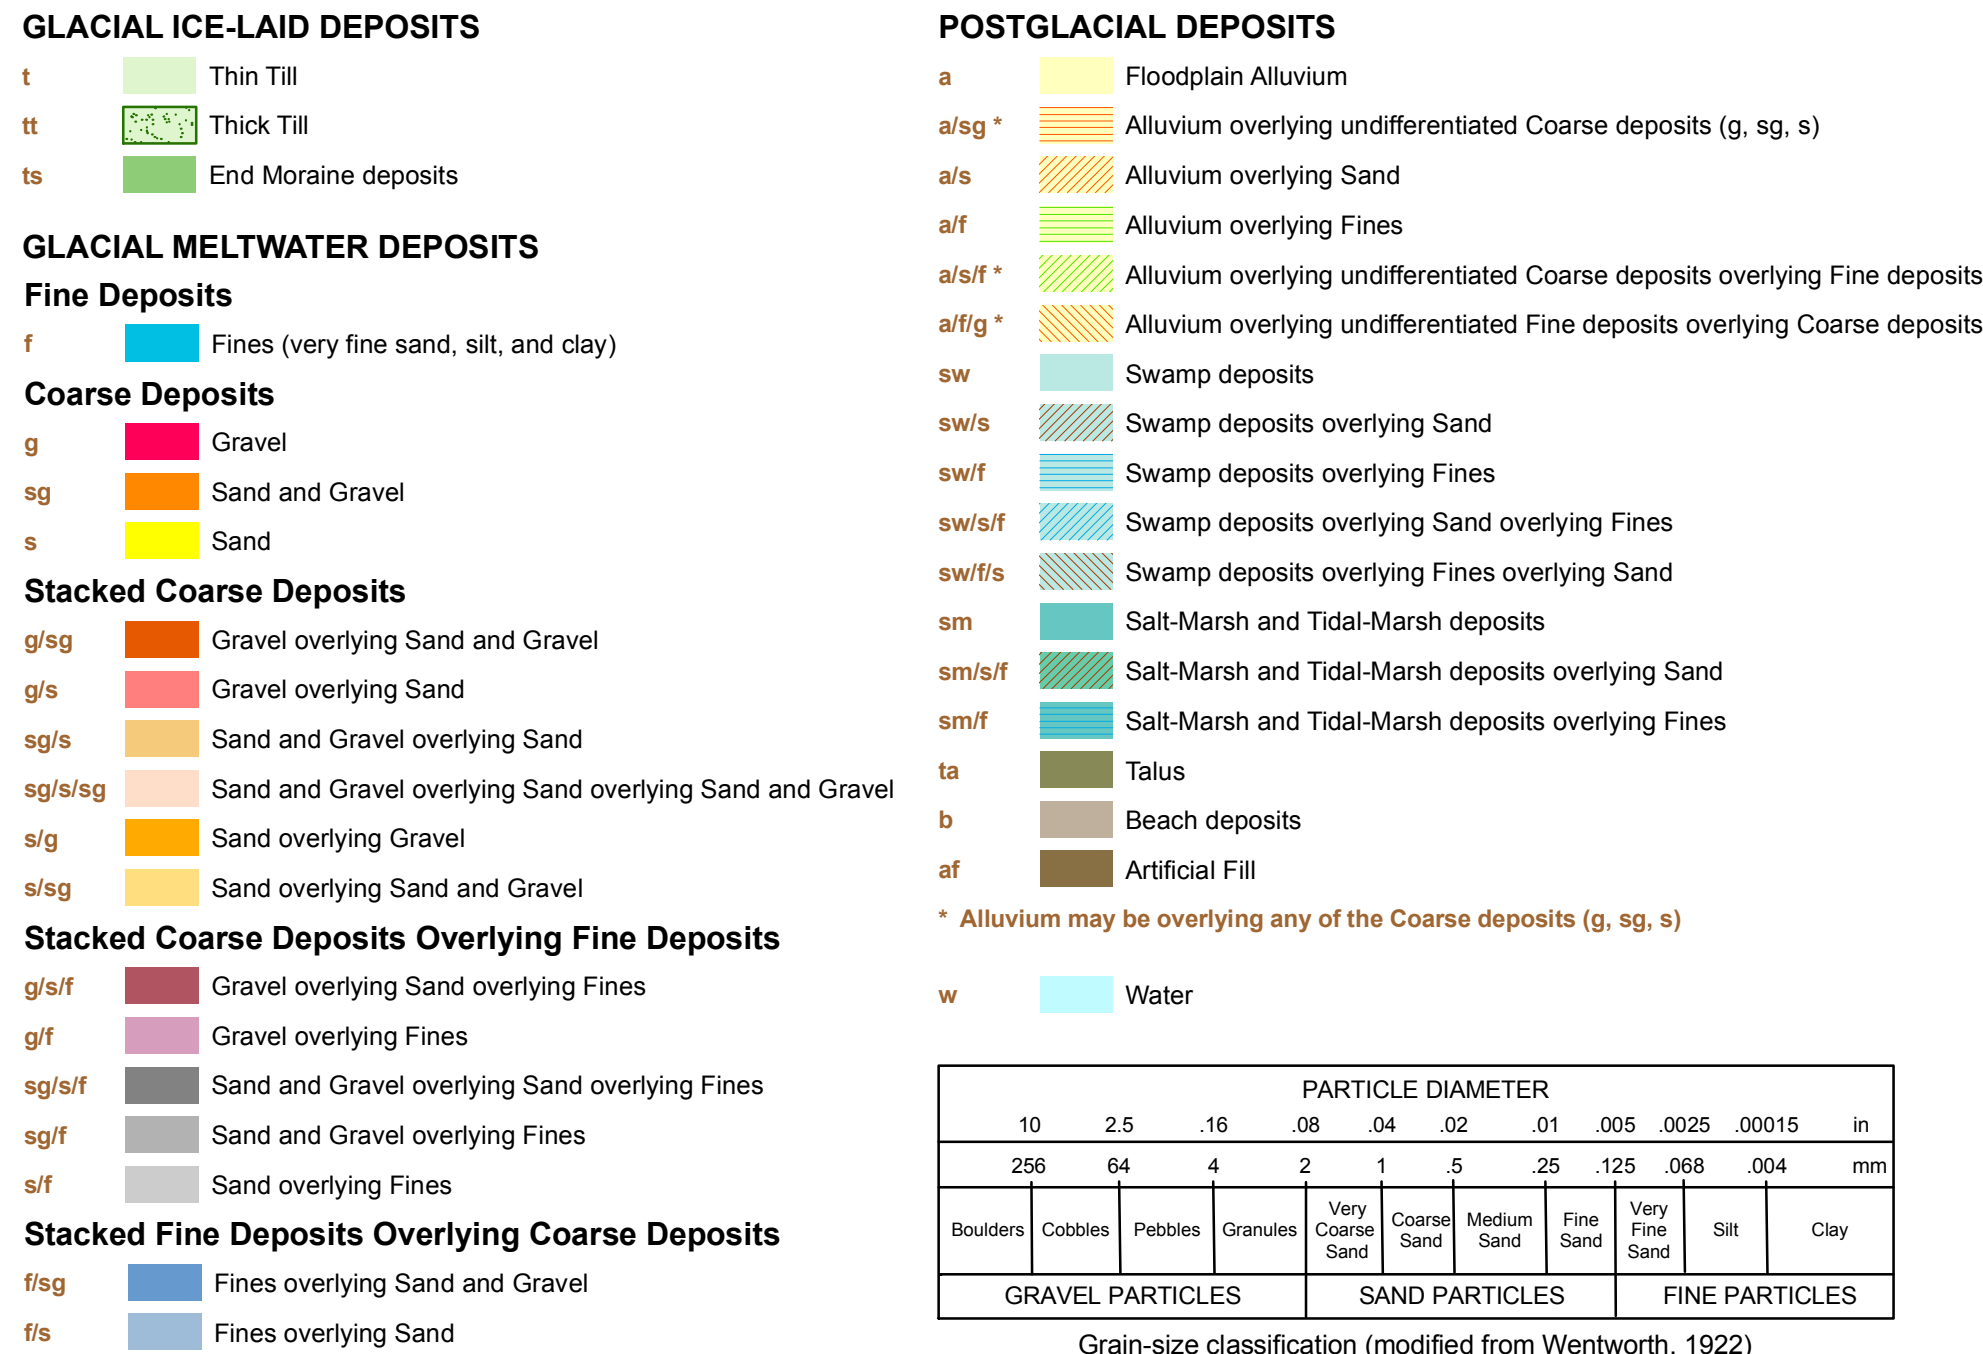 GLACIAL ICE-LAID DEPOSITS
t Thin Till
tt Thick Till
ts End Moraine deposits
GLACIAL MELTWATER DEPOSITS
Fine Deposits
f Fines (very fine sand, silt, and clay)
Coarse Deposits
g Gravel
sg Sand and Gravel
s Sand
Stacked Coarse Deposits
g/sg Gravel overlying Sand and Gravel
g/s Gravel overlying Sand
sg/s Sand and Gravel overlying Sand
sg/s/sg Sand and Gravel overlying Sand overlying Sand and Gravel
s/g Sand overlying Gravel
s/sg Sand overlying Sand and Gravel
Stacked Coarse Deposits Overlying Fine Deposits
g/s/f Gravel overlying Sand overlying Fines
g/f Gravel overlying Fines
sg/s/f Sand and Gravel overlying Sand overlying Fines
sg/f Sand and Gravel overlying Fines
s/f Sand overlying Fines
Stacked Fine Deposits Overlying Coarse Deposits
f/sg Fines overlying Sand and Gravel
f/s Fines overlying Sand
POSTGLACIAL DEPOSITS
a Floodplain Alluvium
a/sg * Alluvium overlying undifferentiated Coarse deposits (g, sg, s)
a/s Alluvium overlying Sand
a/f Alluvium overlying Fines
a/s/f * Alluvium overlying undifferentiated Coarse deposits overlying Fine deposits
a/f/g * Alluvium overlying undifferentiated Fine deposits overlying Coarse deposits
sw Swamp deposits
sw/s Swamp deposits overlying Sand
sw/f Swamp deposits overlying Fines
sw/s/f Swamp deposits overlying Sand overlying Fines
sw/f/s Swamp deposits overlying Fines overlying Sand
sm Salt-Marsh and Tidal-Marsh deposits
sm/s/f Salt-Marsh and Tidal-Marsh deposits overlying Sand
sm/f Salt-Marsh and Tidal-Marsh deposits overlying Fines
ta Talus
b Beach deposits
af Artificial Fill
* Alluvium may be overlying any of the Coarse deposits (g, sg, s)
w Water
PARTICLE DIAMETER
10 2.5 .16 .08 .04 .02 .01 .005 .0025 .00015 in
256 64 4 2 1 .5 .25 .125 .068 .004 mm
Boulders Cobbles Pebbles Granules Very Coarse Sand Coarse Sand Medium Sand Fine Sand Very Fine Sand Silt Clay
GRAVEL PARTICLES SAND PARTICLES FINE PARTICLES
Grain-size classification (modified from Wentworth, 1922)